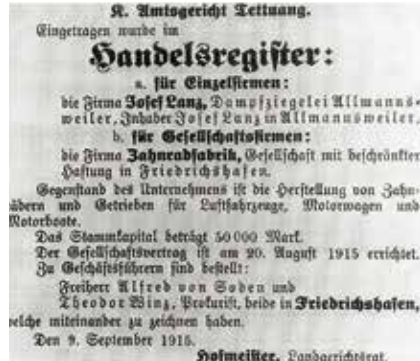 K. Amtsgericht Tettnang.
Eingetragen wurde im
Handelsregister:
a. für Einzelfirmen:
die Firma Josef Lanz, Dampfziegelei Allmanns-
weiler, Inhaber Josef Lanz in Allmannsweiler,
b. für Gesellschaftsfirmen:
die Firma Zahnradfabrik, Gesellschaft mit beschränkter
Haftung in Friedrichshafen.
Gegenstand des Unternehmens ist die Herstellung von Zahn-
rädern und Getrieben für Luftfahrzeuge, Motorwagen und
Motorboote.
Das Stammkapital beträgt 50 000 Mark.
Der Gesellschaftsvertrag ist am 20. August 1915 errichtet.
Zu Geschäftsführern sind bestellt:
Freiherr Alfred von Soden und
Theodor Winz, Prokurist, beide in Friedrichshafen,
welche miteinander zu zeichnen haben.
Den 9. September 1915.
Hofmeister, Landgerichtsrat.